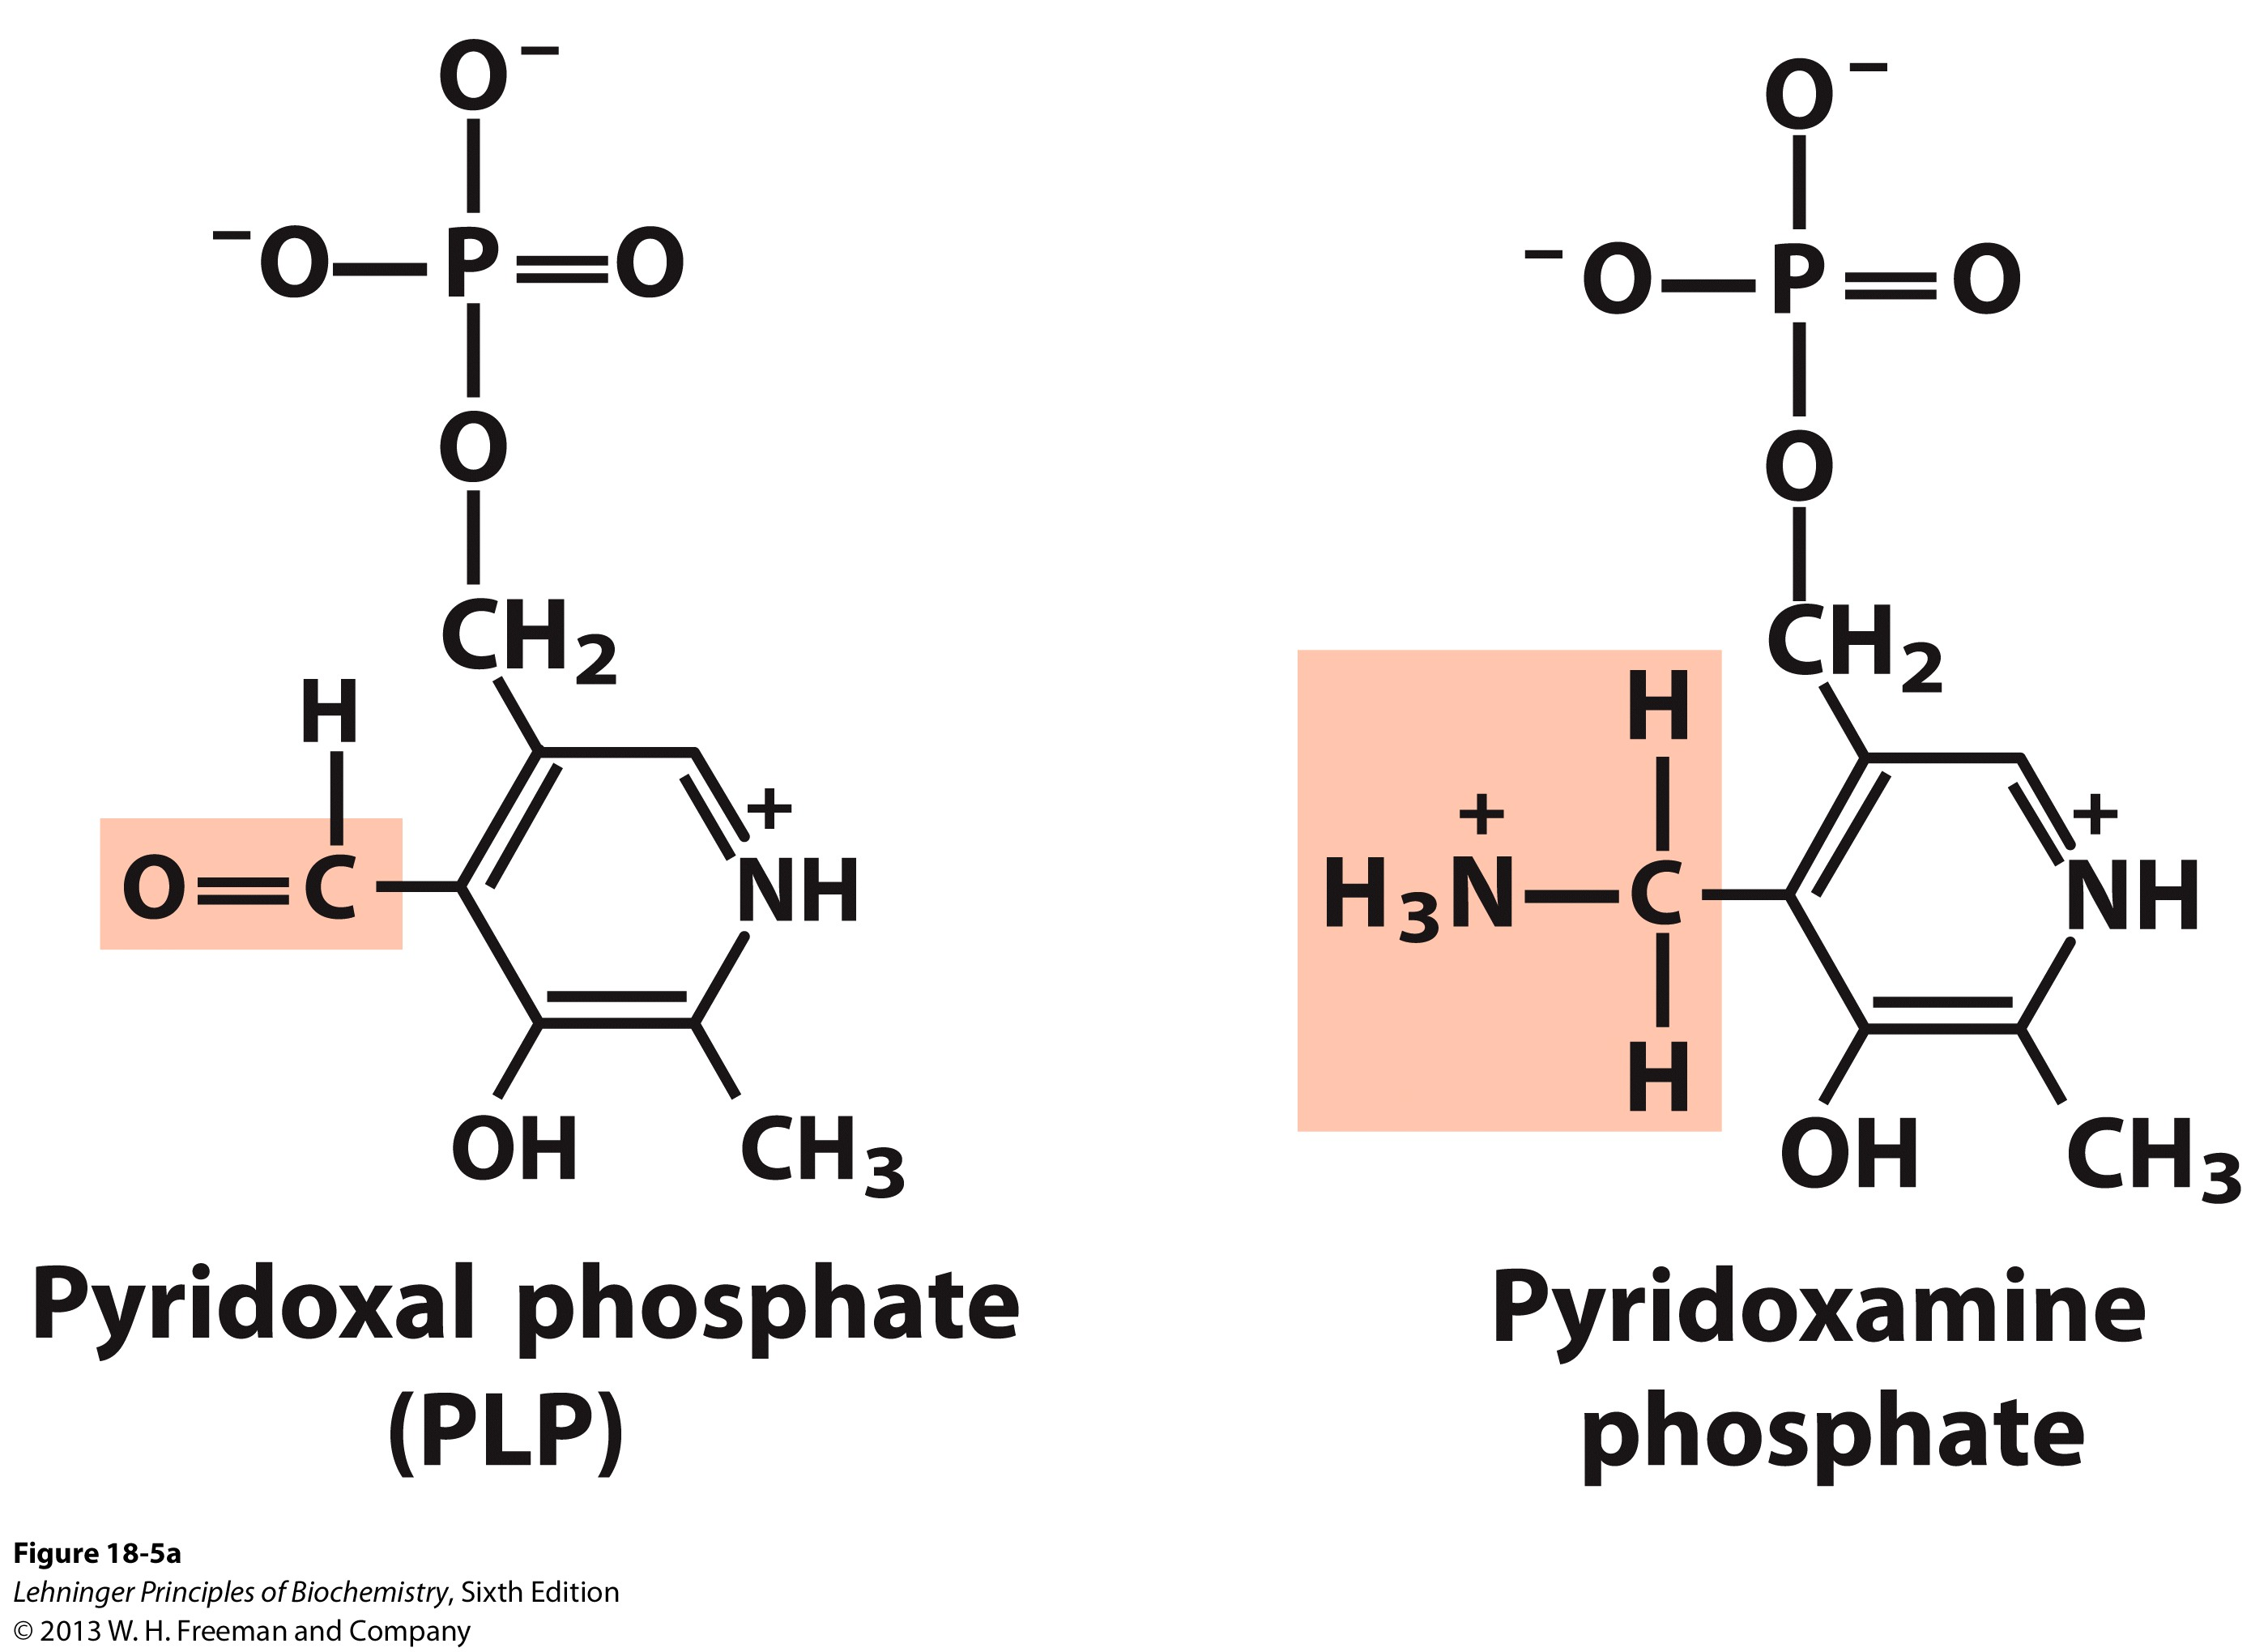 O⁻
⁻O—P=O
O
CH₂
H
O=C
+
NH
OH
CH₃
Pyridoxal phosphate
(PLP)
O⁻
⁻O—P=O
O
CH₂
H
+
H₃N—C
+
NH
H
OH
CH₃
Pyridoxamine
phosphate
Figure 18-5a
Lehninger Principles of Biochemistry, Sixth Edition
© 2013 W. H. Freeman and Company